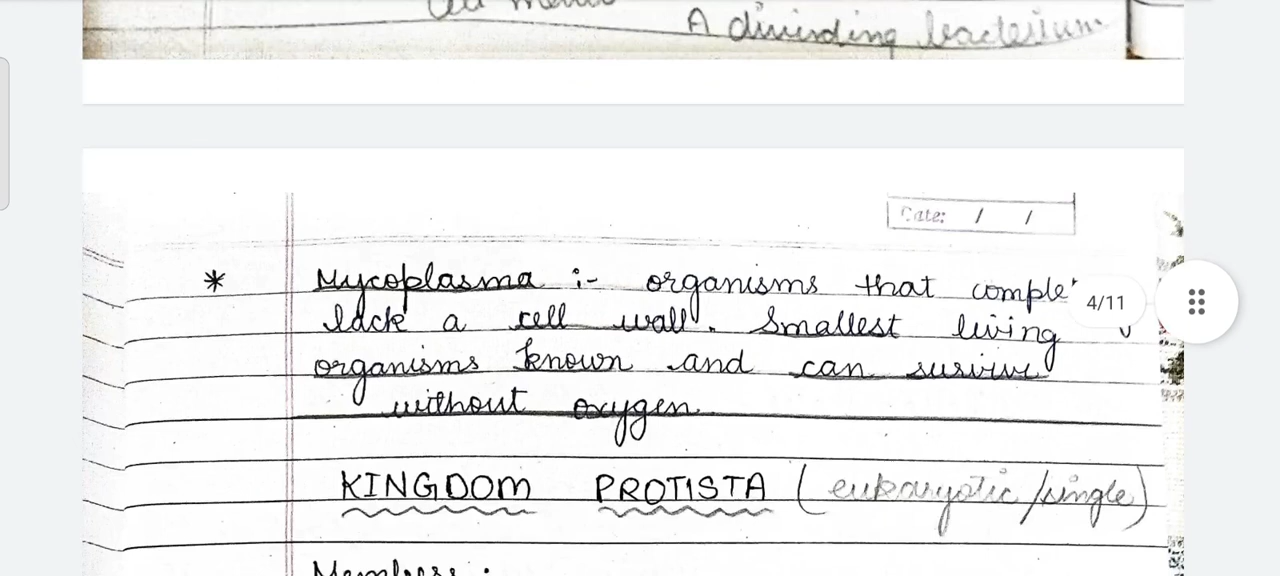 A dividing bacterium
Date: / /
* Mycoplasma :- organisms that comple
4/11
lack a cell wall. Smallest living
organisms known and can survive
without oxygen
KINGDOM PROTISTA (eukaryotic/single)
Members :